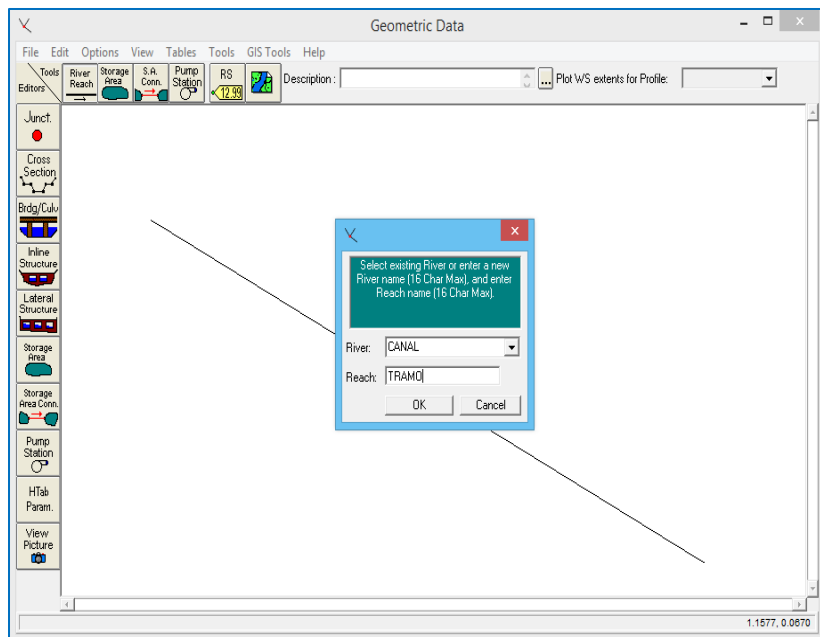 Geometric Data
File Edit Options View Tables Tools GIS Tools Help
Tools
Editors
River
Reach
Storage
Area
S.A.
Conn.
Pump
Station
RS
12.99
Description :
...
Plot WS extents for Profile:
Junct.
Cross
Section
Brdg/Culv
Inline
Structure
Lateral
Structure
Storage
Area
Storage
Area Conn.
Pump
Station
HTab
Param.
View
Picture
Select existing River or enter a new
River name (16 Char Max), and enter
Reach name (16 Char Max).
River: CANAL
Reach: TRAMO
OK Cancel
1.1577, 0.0670